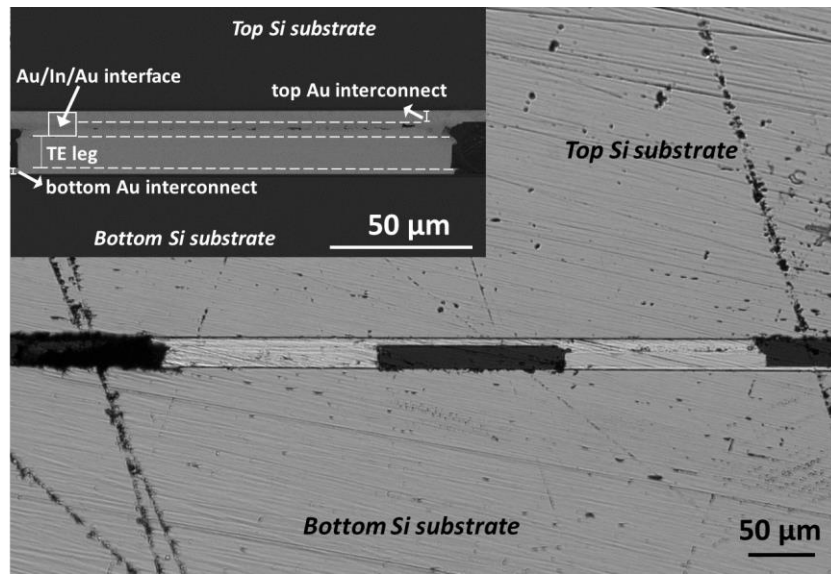 Top Si substrate
Au/In/Au interface
top Au interconnect
TE leg
bottom Au interconnect
Bottom Si substrate
50 µm
Top Si substrate
Bottom Si substrate
50 µm